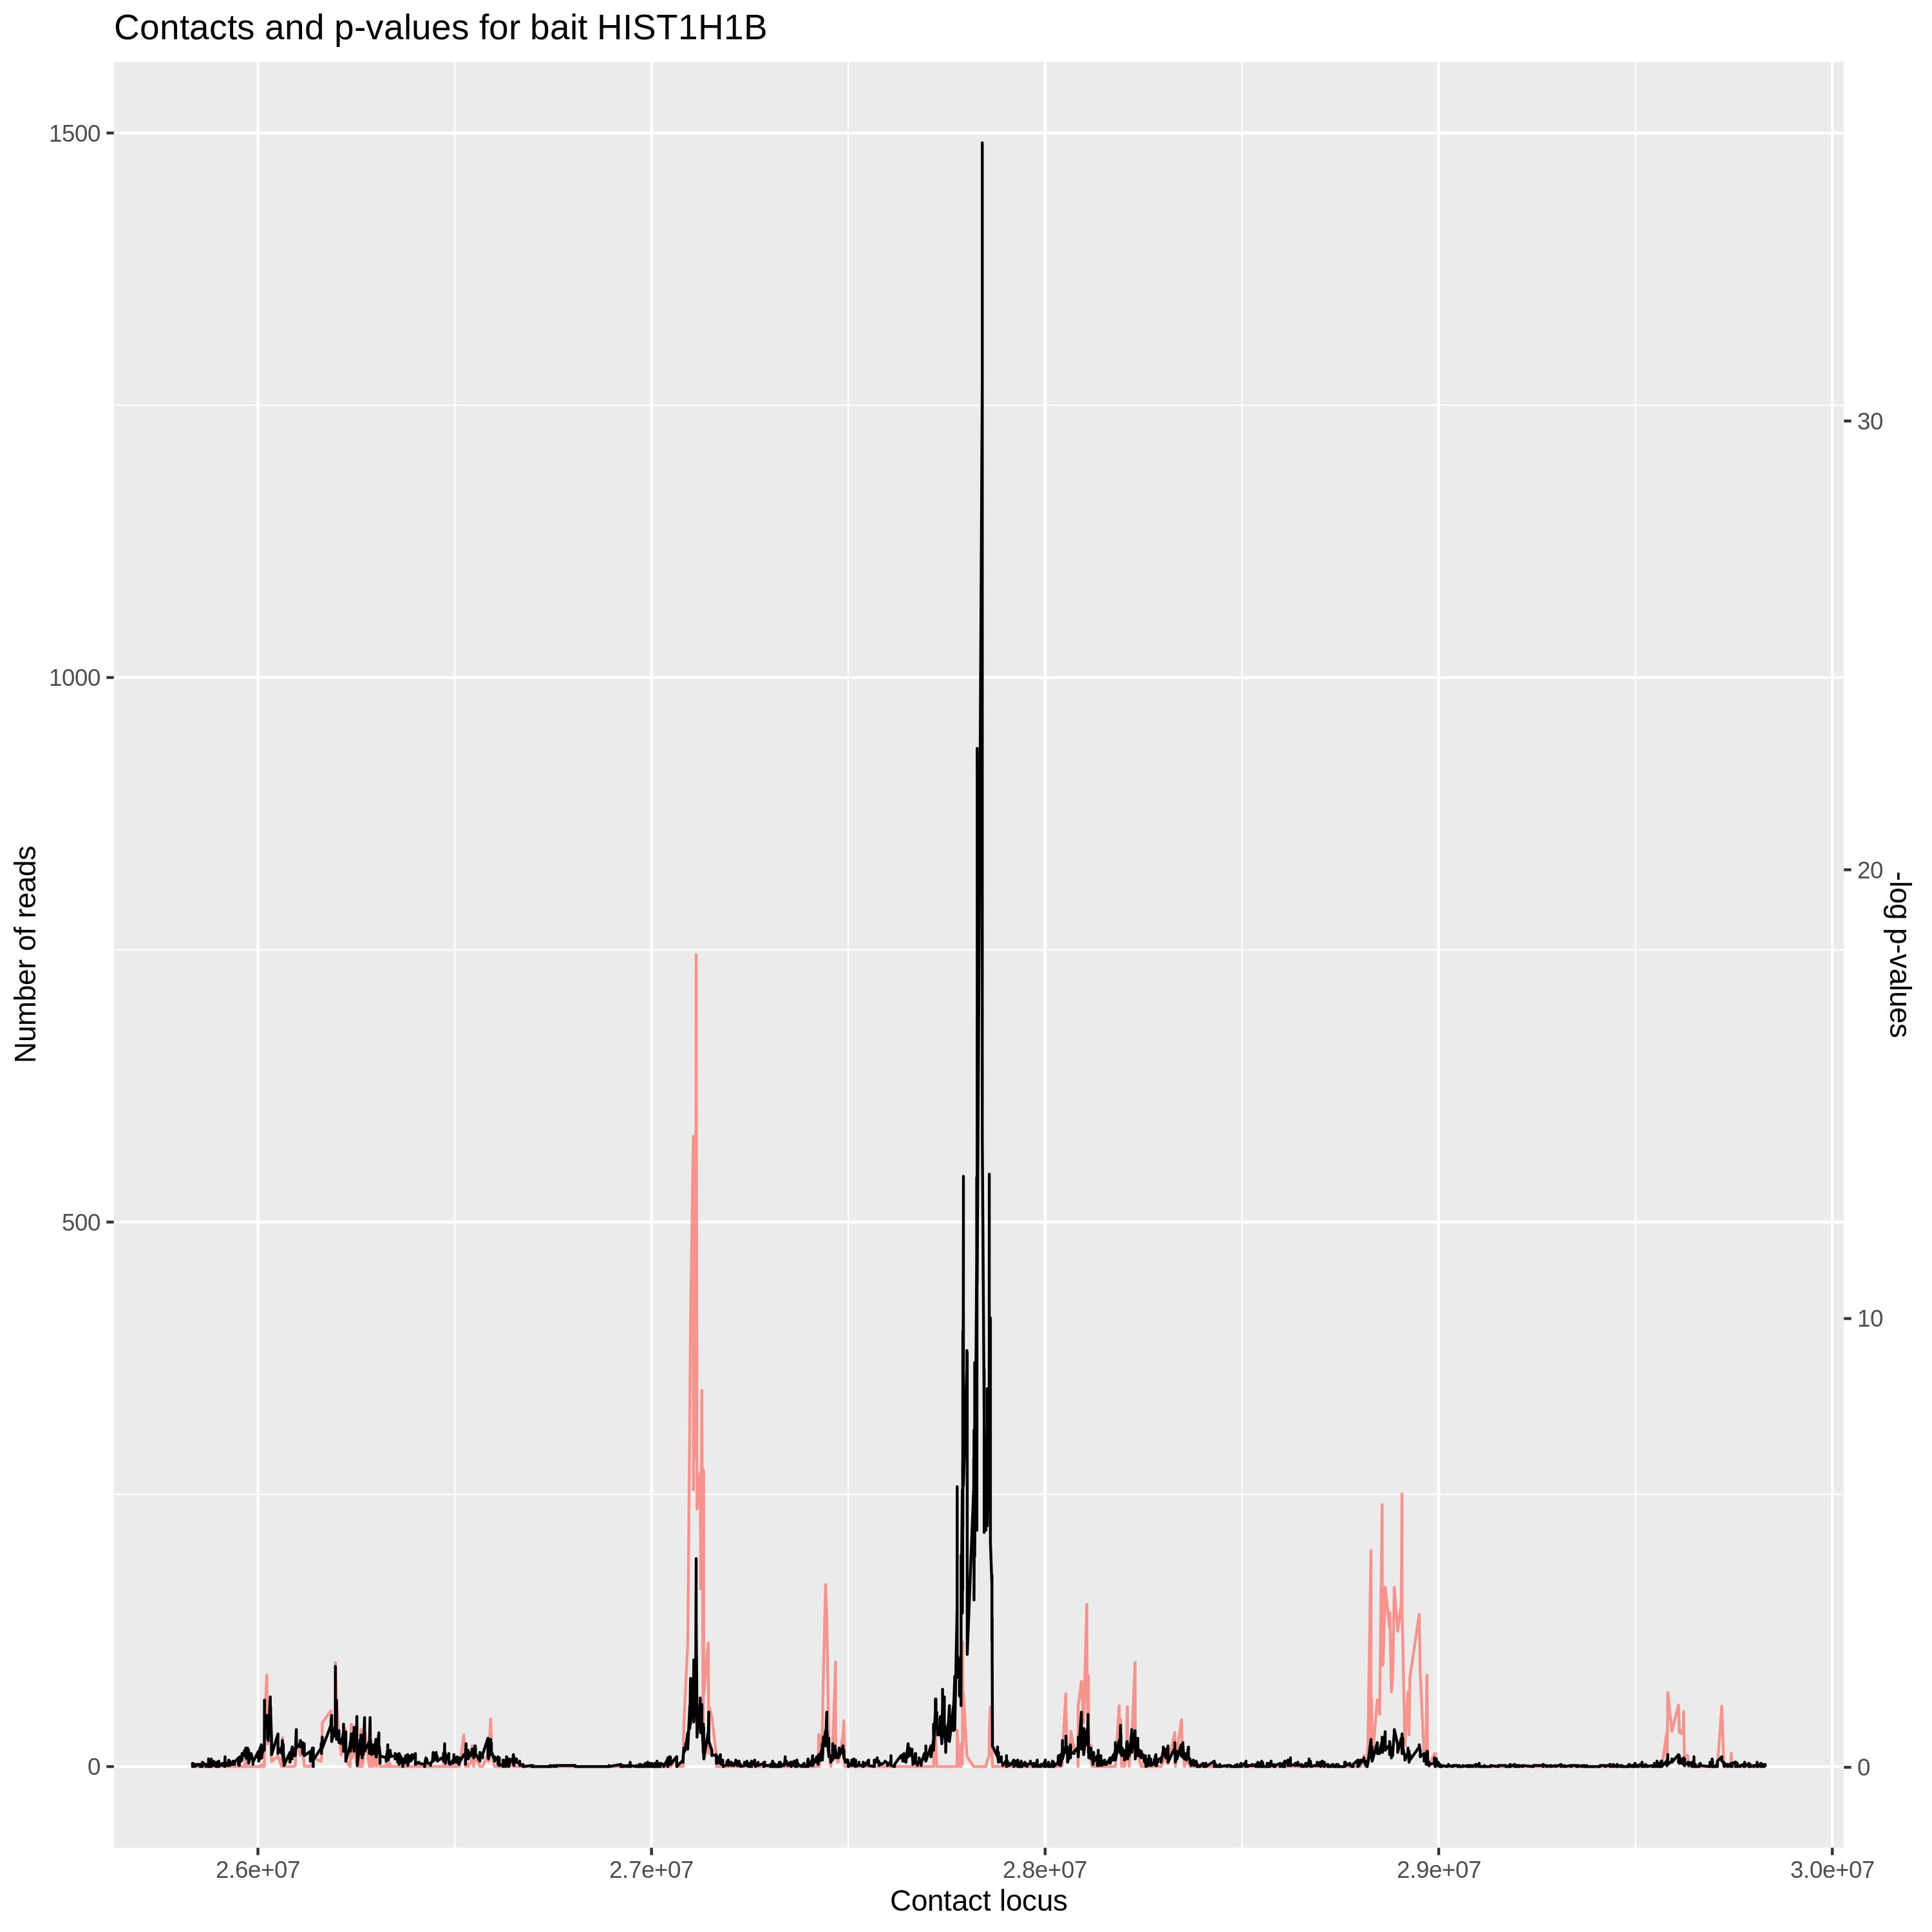 Contacts and p-values for bait HIST1H1B
1500
1000
500
0
Number of reads
30
20
10
0
-log p-values
2.6e+07
2.7e+07
2.8e+07
2.9e+07
3.0e+07
Contact locus